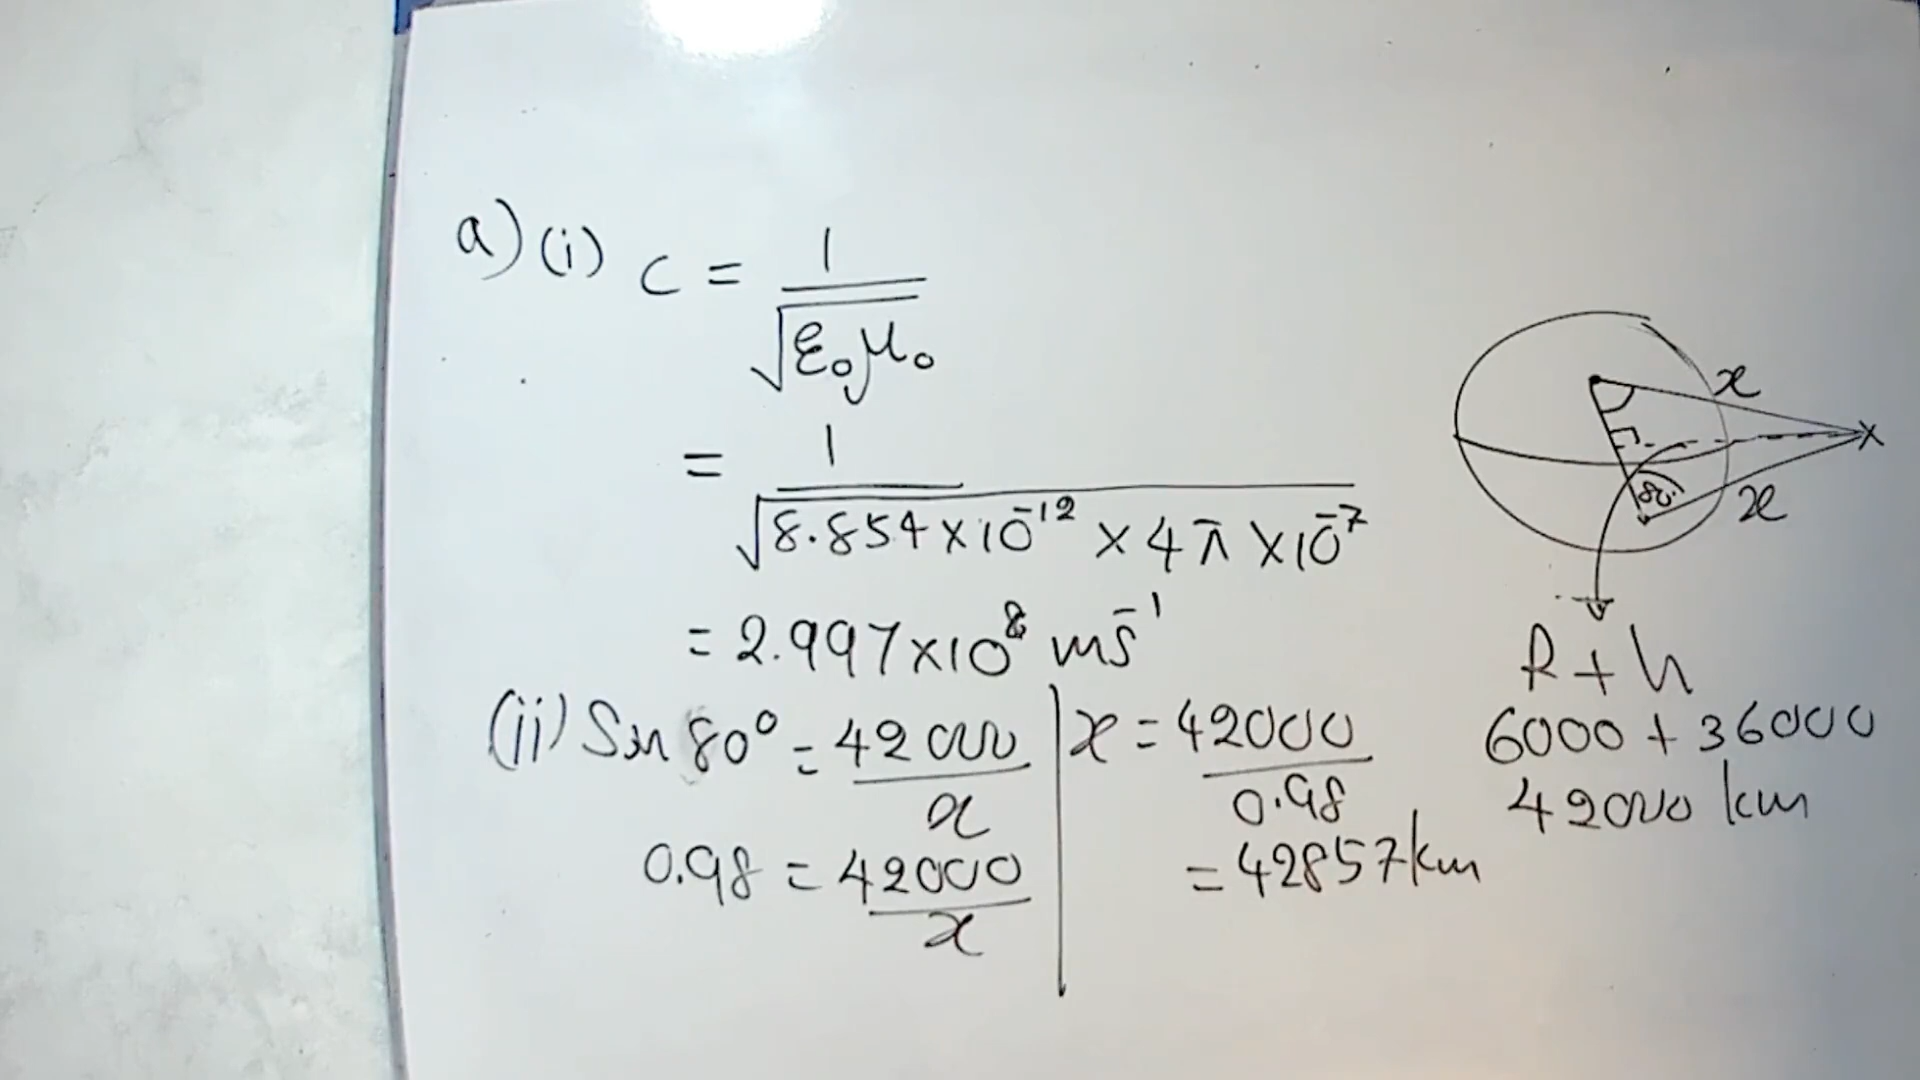 a) (i) c = 1 / √ε₀μ₀
= 1 / √8.854 × 10⁻¹² × 4π × 10⁻⁷
= 2.997 × 10⁸ ms⁻¹
(ii) Sin 80° = 42000 / x
0.98 = 42000 / x
x = 42000 / 0.98
= 42857 km
x
x
80°
x
R + h
6000 + 36000
42000 km